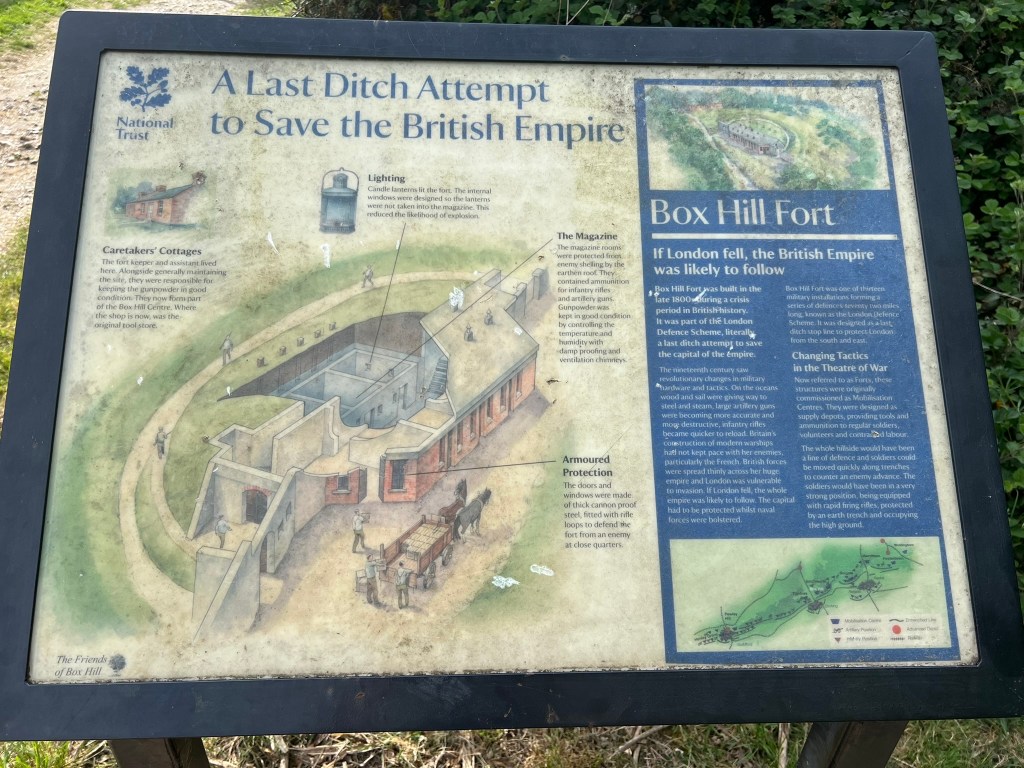 National
Trust
A Last Ditch Attempt
to Save the British Empire
Lighting
Candle lanterns lit the fort. The internal
windows were designed so the lanterns
were not taken into the magazine. This
reduced the likelihood of explosion.
Caretakers' Cottages
The fort keeper and assistant lived
here. Alongside generally maintaining
the site, they were responsible for
keeping the gunpowder in good
condition. They now form part
of the Box Hill Centre. Where
the shop is now, was the
original tool store.
The Magazine
The magazine rooms
were protected from
enemy shelling by the
earthen roof. They
contained ammunition
for infantry rifles
and artillery guns.
Gunpowder was
kept in good condition
by controlling the
temperature and
humidity with
damp proofing and
ventilation chimneys.
Armoured
Protection
The doors and
windows were made
of thick cannon proof
steel, fitted with rifle
loops to defend the
fort from an enemy
at close quarters.
The Friends
of Box Hill
Box Hill Fort
If London fell, the British Empire
was likely to follow
Box Hill Fort was built in the
late 1800s during a crisis
period in British history.
It was part of the London
Defence Scheme, literally
a last ditch attempt to save
the capital of the empire.
The nineteenth century saw
revolutionary changes in military
hardware and tactics. On the oceans
wood and sail were giving way to
steel and steam, large artillery guns
were becoming more accurate and
more destructive, infantry rifles
became quicker to reload. Britain's
construction of modern warships
had not kept pace with her enemies,
particularly the French. British forces
were spread thinly across her huge
empire and London was vulnerable
to invasion. If London fell, the whole
empire was likely to follow. The capital
had to be protected whilst naval
forces were bolstered.
Box Hill Fort was one of thirteen
military installations forming a
series of defences seventy two miles
long, known as the London Defence
Scheme. It was designed as a last
ditch stop line to protect London
from the south and east.
Changing Tactics
in the Theatre of War
Now referred to as Forts, these
structures were originally
commissioned as Mobilisation
Centres. They were designed as
supply depots, providing tools and
ammunition to regular soldiers,
volunteers and contracted labour.
The whole hillside would have been
a line of defence and soldiers could
be moved quickly along trenches
to counter an enemy advance. The
soldiers would have been in a very
strong position, being equipped
with rapid firing rifles, protected
by an earth trench and occupying
the high ground.
Mobilisation Centre
Artillery Position
Entrenched Line
Railway